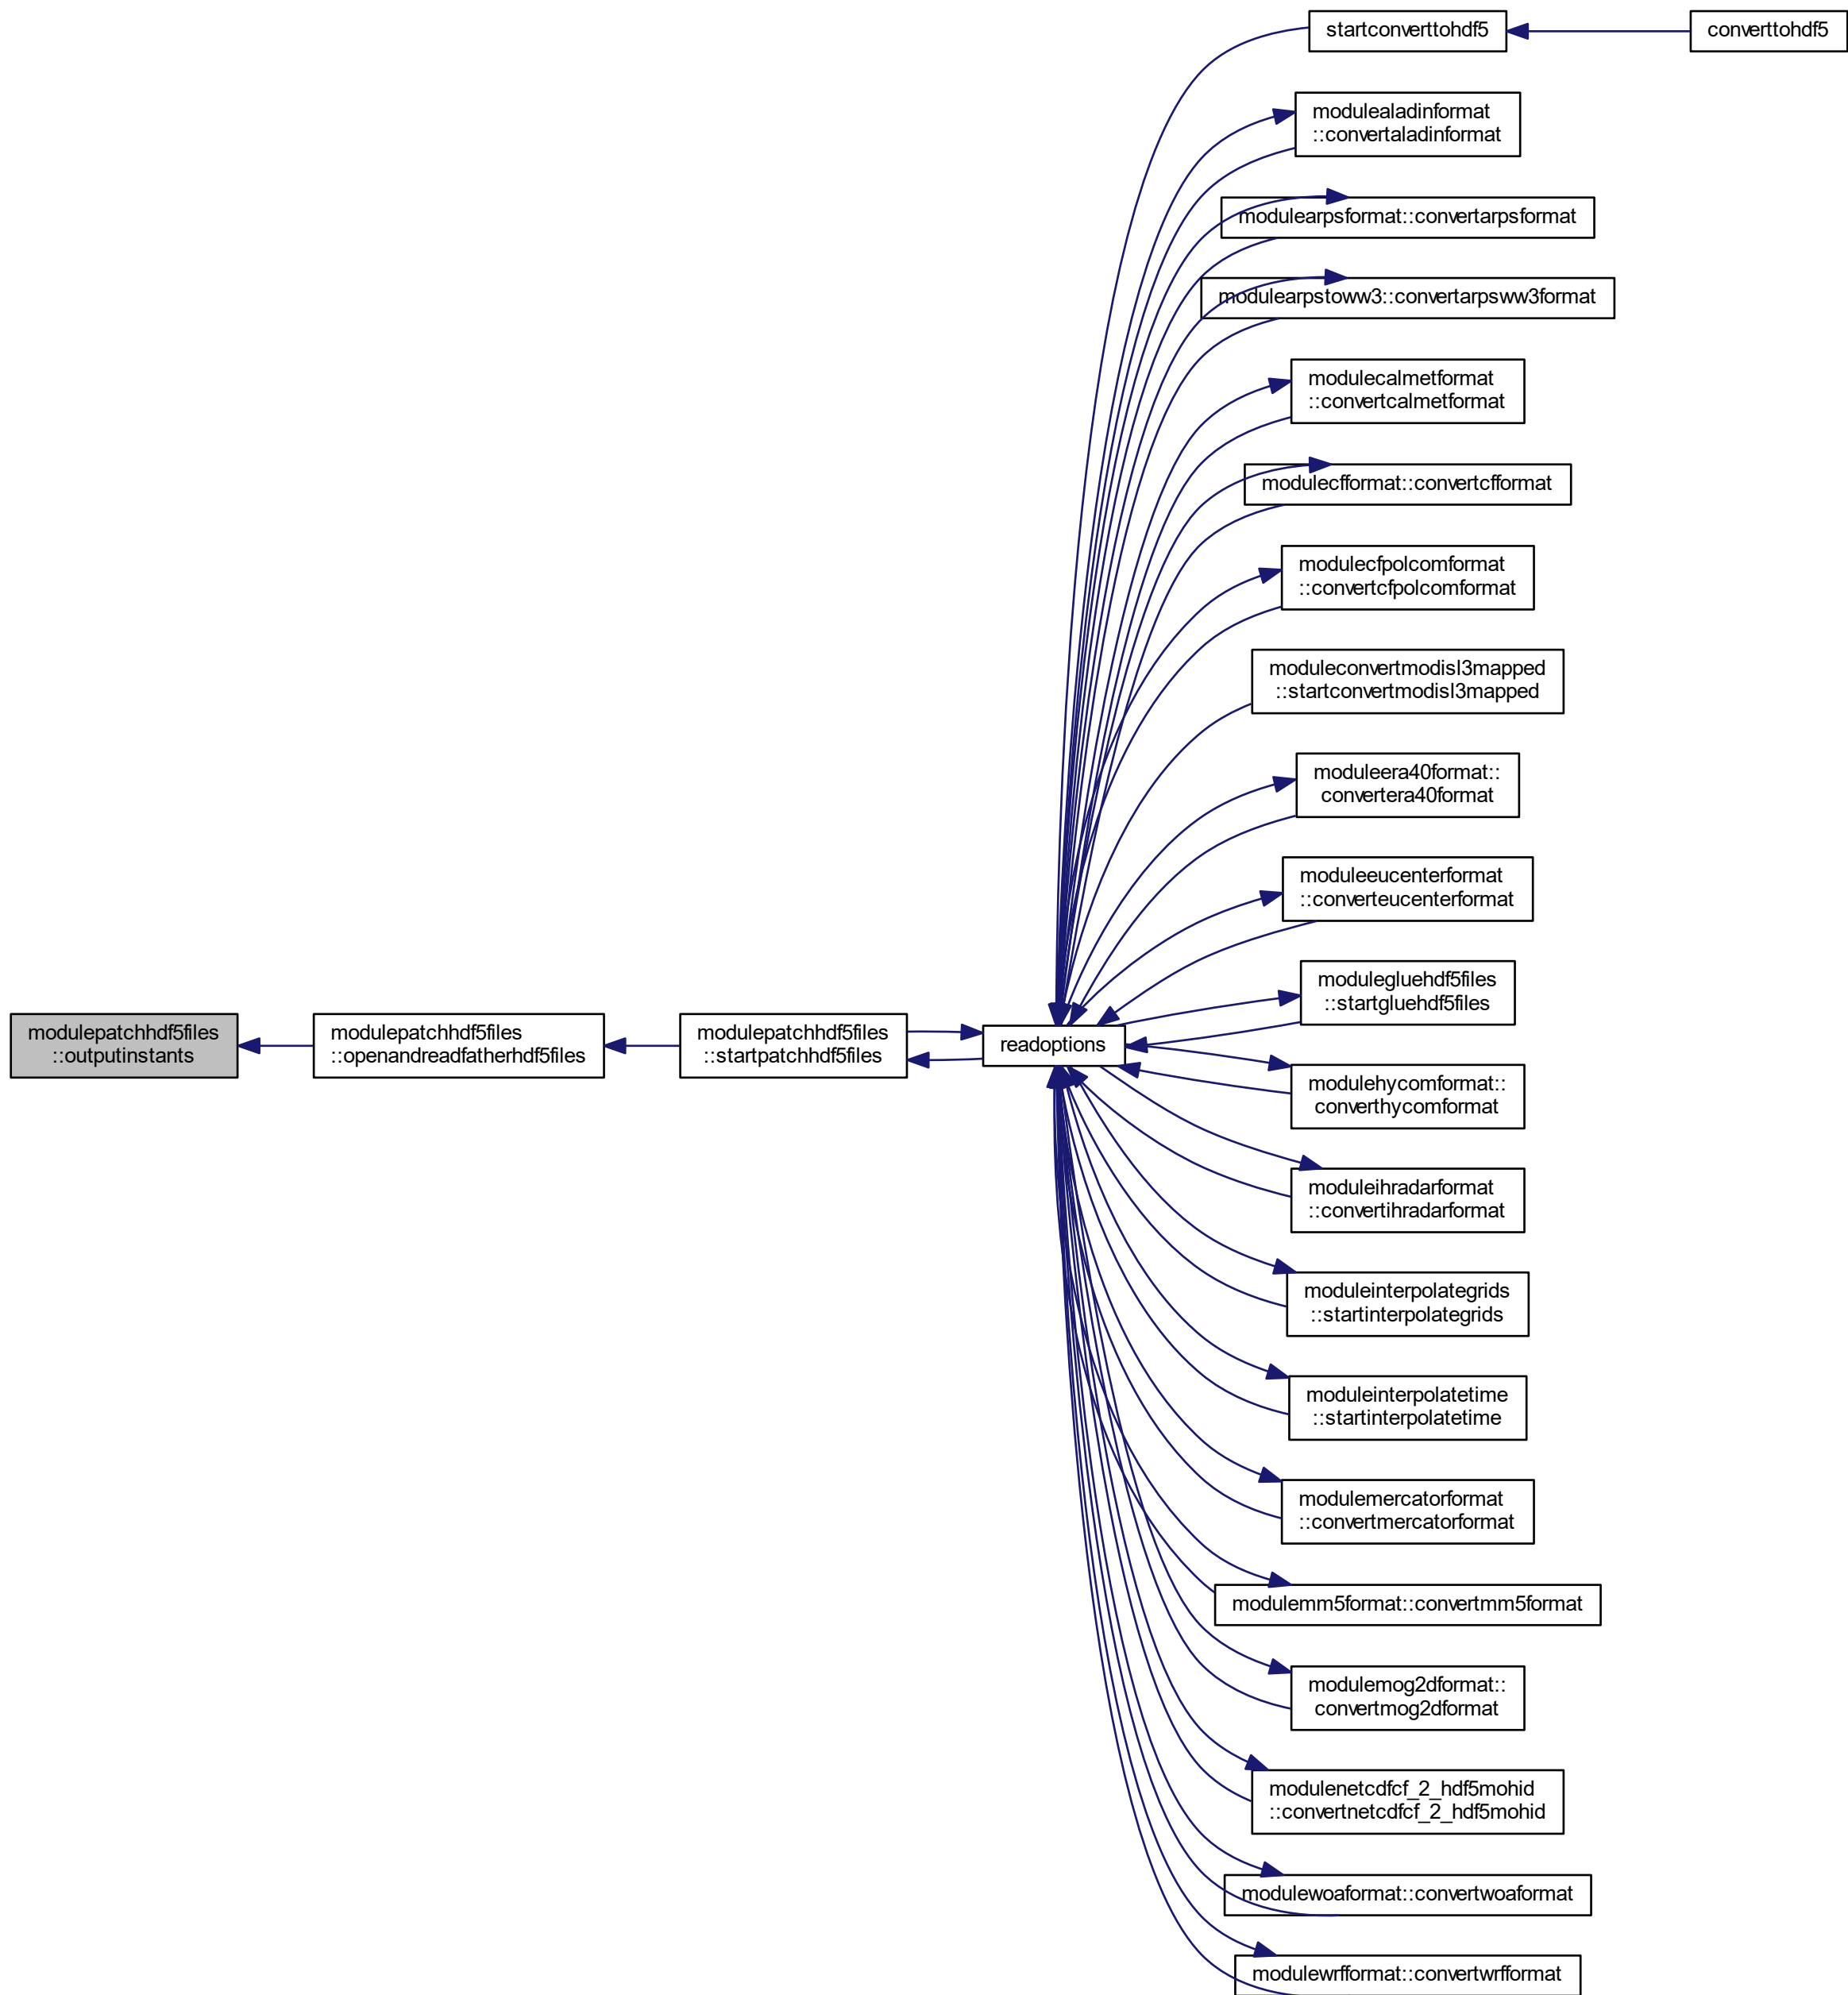 startconverttohdf5
converttohdf5
modulealadinformat
::convertaladinformat
modulearpsformat::convertarpsformat
modulearpstoww3::convertarpsww3format
modulecalmetformat
::convertcalmetformat
modulecfformat::convertcfformat
modulecfpolcomformat
::convertcfpolcomformat
moduleconvertmodisl3mapped
::startconvertmodisl3mapped
moduleera40format::
convertera40format
moduleeucenterformat
::converteucenterformat
modulegluehdf5files
::startgluehdf5files
modulepatchhdf5files
::outputinstants
modulepatchhdf5files
::openandreadfatherhdf5files
modulepatchhdf5files
::startpatchhdf5files
readoptions
modulehycomformat::
converthycomformat
moduleihradarformat
::convertihradarformat
moduleinterpolategrids
::startinterpolategrids
moduleinterpolatetime
::startinterpolatetime
modulemercatorformat
::convertmercatorformat
modulemm5format::convertmm5format
modulemog2dformat::
convertmog2dformat
modulenetcdfcf_2_hdf5mohid
::convertnetcdfcf_2_hdf5mohid
modulewoaformat::convertwoaformat
modulewrfformat::convertwrfformat